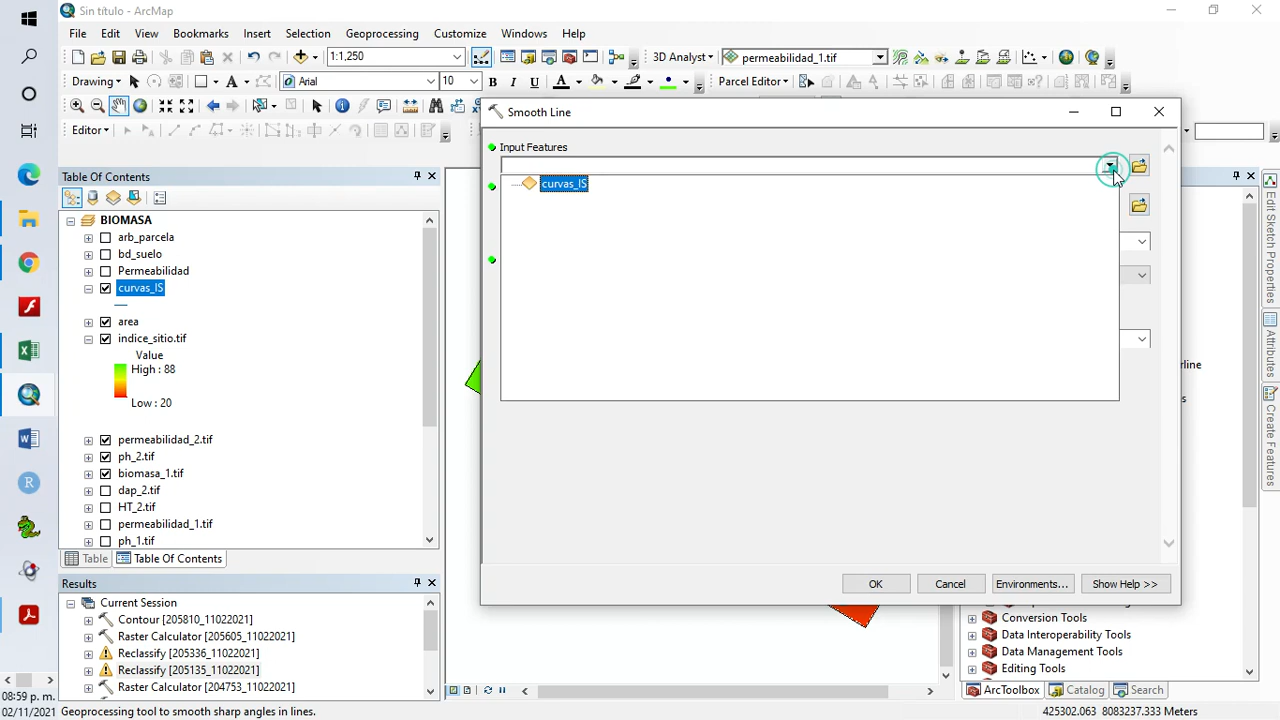 Sin título - ArcMap
File Edit View Bookmarks Insert Selection Geoprocessing Customize Windows Help
1:1,250
3D Analyst
permeabilidad_1.tif
Drawing
Arial
10
B I U A
Parcel Editor
Editor
Smooth Line
Input Features
curvas_IS
Table Of Contents
BIOMASA
arb_parcela
bd_suelo
Permeabilidad
curvas_IS
area
indice_sitio.tif
Value
High : 88
Low : 20
permeabilidad_2.tif
ph_2.tif
biomasa_1.tif
dap_2.tif
HT_2.tif
permeabilidad_1.tif
ph_1.tif
Table
Table Of Contents
Results
Current Session
Contour [205810_11022021]
Raster Calculator [205605_11022021]
Reclassify [205336_11022021]
Reclassify [205135_11022021]
Raster Calculator [204753_11022021]
OK
Cancel
Environments...
Show Help >>
Conversion Tools
Data Interoperability Tools
Data Management Tools
Editing Tools
ArcToolbox
Catalog
Search
Edit Sketch Properties
Attributes
Create Features
08:59 p. m.
02/11/2021
Geoprocessing tool to smooth sharp angles in lines.
425302.063 8083237.333 Meters